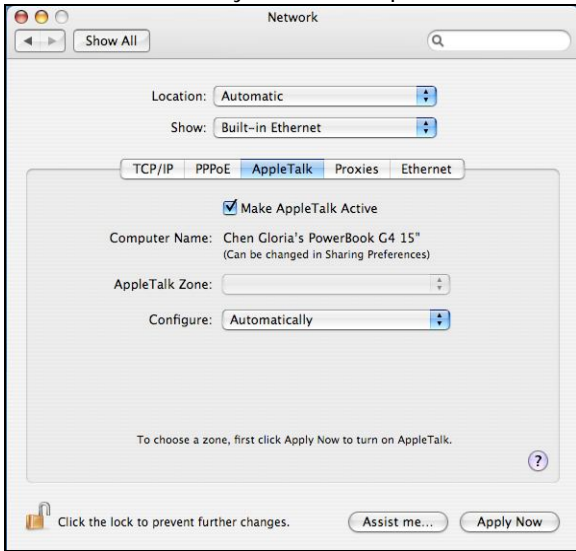 Network
Show All
Location: Automatic
Show: Built-in Ethernet
TCP/IP PPPoE AppleTalk Proxies Ethernet
Make AppleTalk Active
Computer Name: Chen Gloria's PowerBook G4 15"
(Can be changed in Sharing Preferences)
AppleTalk Zone:
Configure: Automatically
To choose a zone, first click Apply Now to turn on AppleTalk.
?
Click the lock to prevent further changes. Assist me... Apply Now